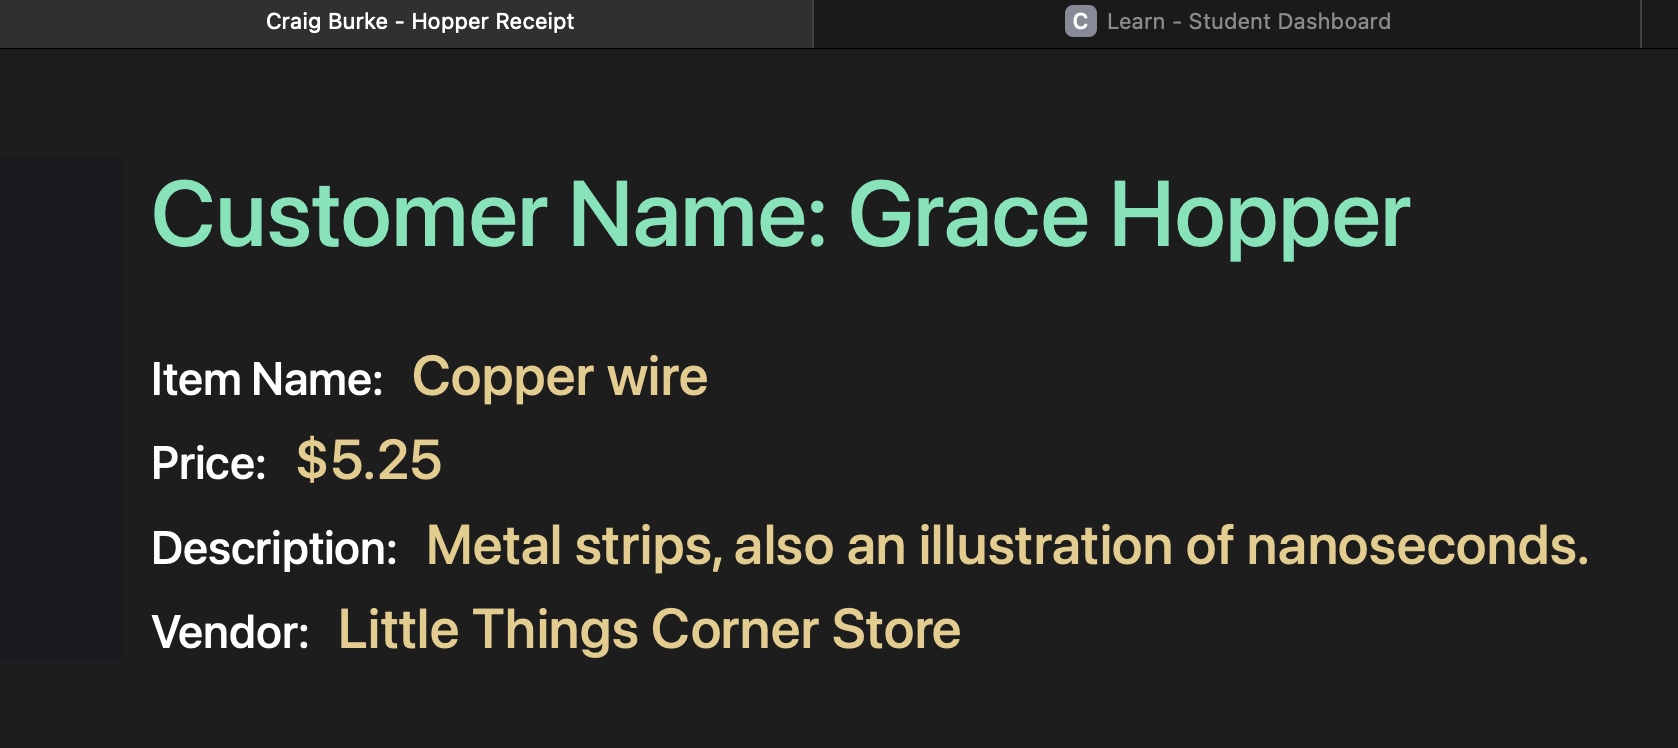 Craig Burke - Hopper Receipt
C Learn - Student Dashboard
Customer Name: Grace Hopper
Item Name: Copper wire
Price: $5.25
Description: Metal strips, also an illustration of nanoseconds.
Vendor: Little Things Corner Store